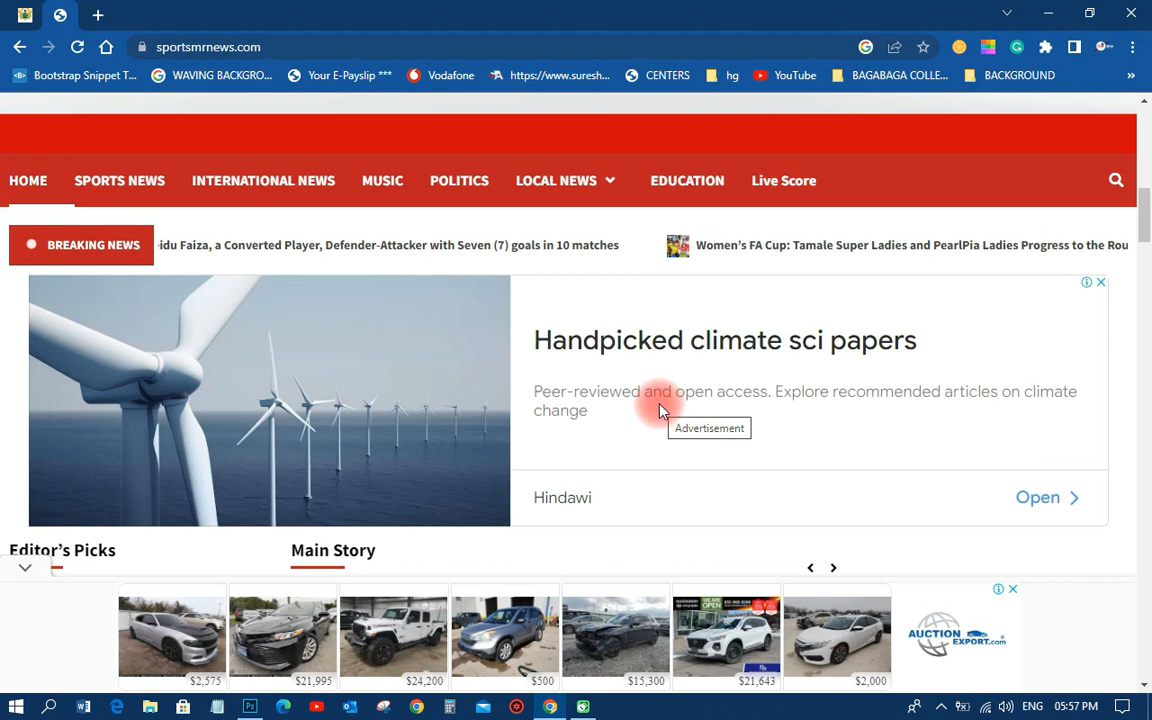 sportsmrnews.com
Bootstrap Snippet T... WAVING BACKGRO... Your E-Payslip *** Vodafone https://www.suresh... CENTERS hg YouTube BAGABAGA COLLE... BACKGROUND »
HOME SPORTS NEWS INTERNATIONAL NEWS MUSIC POLITICS LOCAL NEWS EDUCATION Live Score
BREAKING NEWS idu Faiza, a Converted Player, Defender-Attacker with Seven (7) goals in 10 matches Women's FA Cup: Tamale Super Ladies and PearlPia Ladies Progress to the Rou
Handpicked climate sci papers
Peer-reviewed and open access. Explore recommended articles on climate
change
Advertisement
Hindawi Open
Editor's Picks Main Story
AUCTION
EXPORT.com
$2,575 $21,995 $24,200 $9,500 $15,300 $21,643 $2,000
Ps ENG 05:57 PM